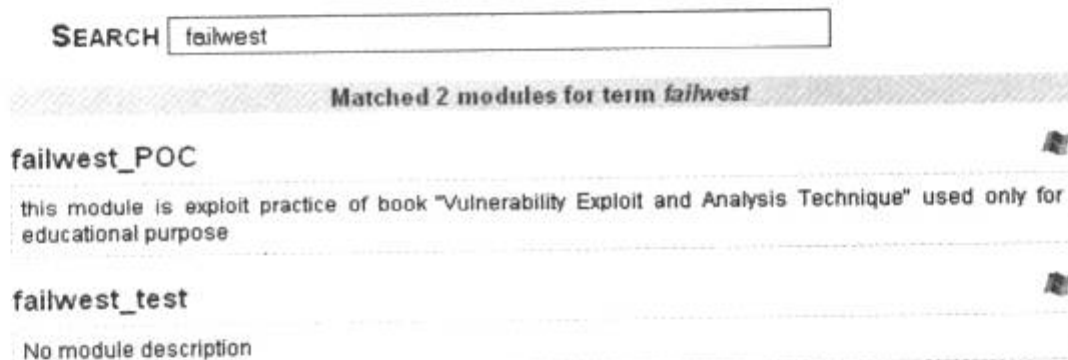 SEARCH failwest
Matched 2 modules for term failwest
failwest_POC
this module is exploit practice of book "Vulnerability Exploit and Analysis Technique" used only for
educational purpose
failwest_test
No module description